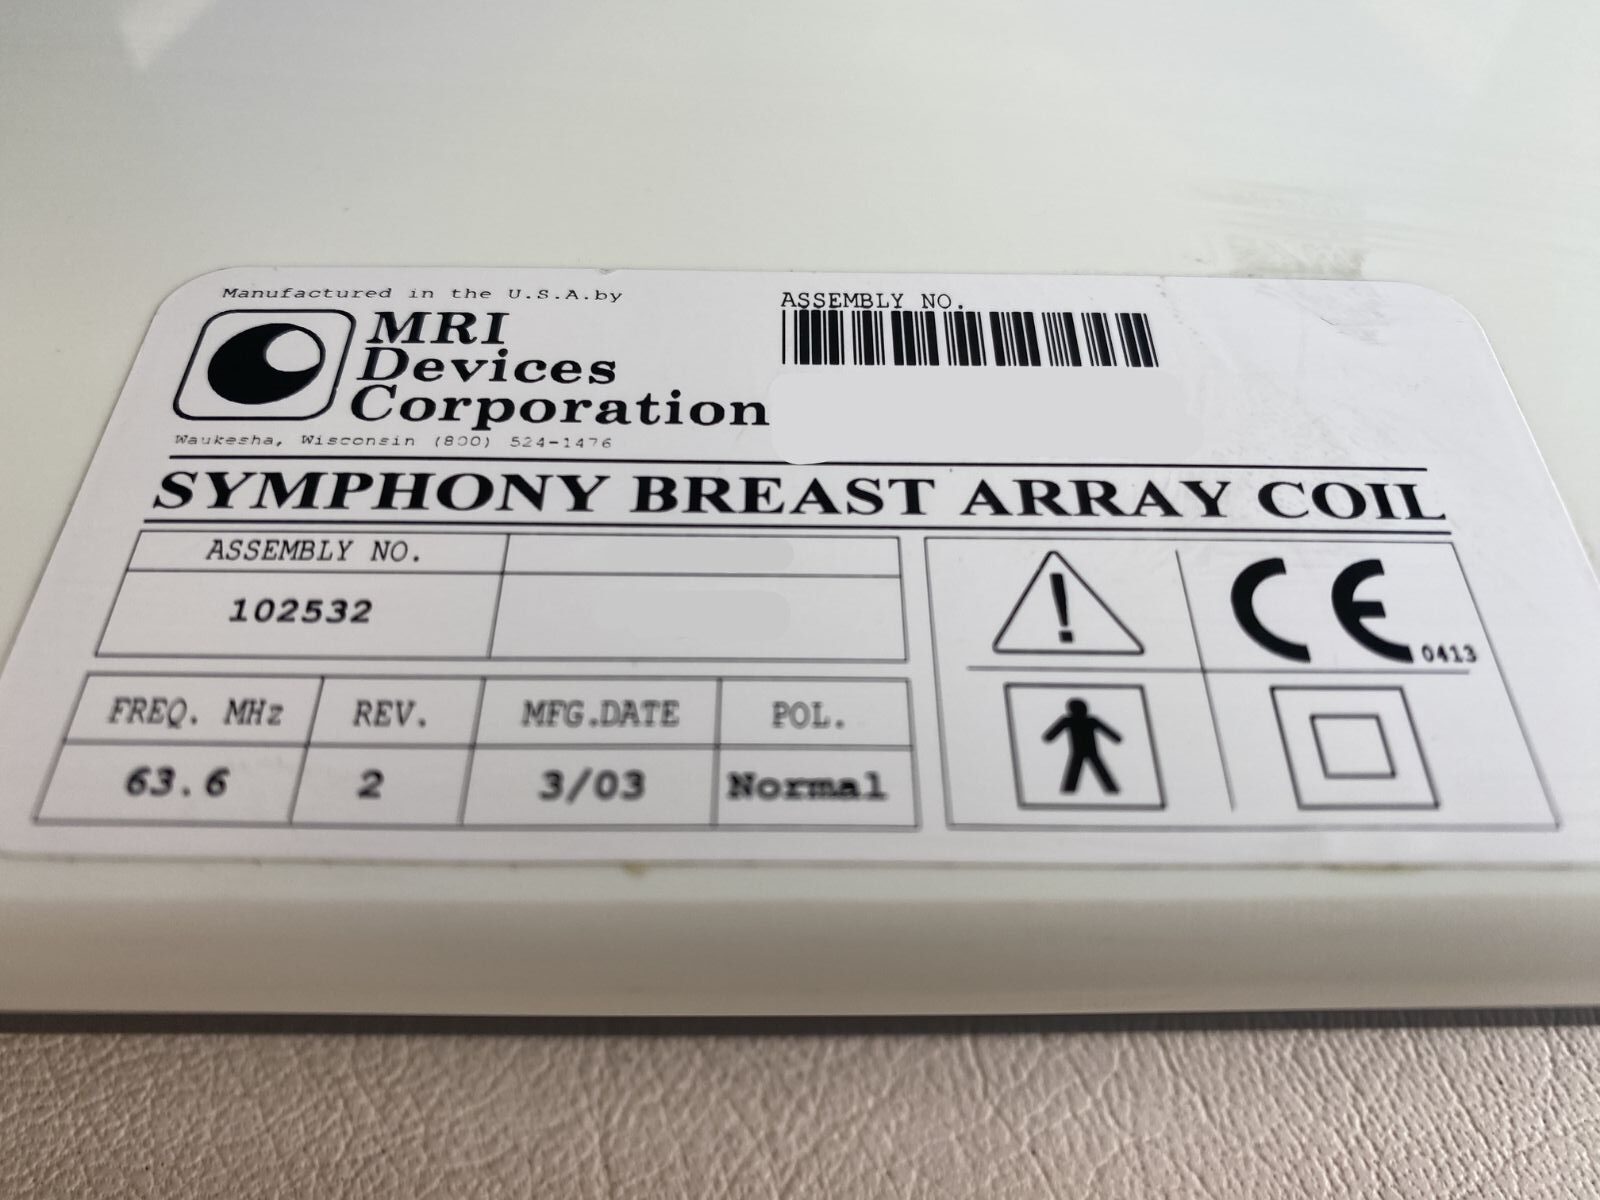 Manufactured in the U.S.A.by
MRI
Devices
Corporation
Waukesha, Wisconsin (800) 524-1476
ASSEMBLY NO.
SYMPHONY BREAST ARRAY COIL
ASSEMBLY NO.
102532
FREQ. MHz REV. MFG.DATE POL.
63.6 2 3/03 Normal
CE 0413